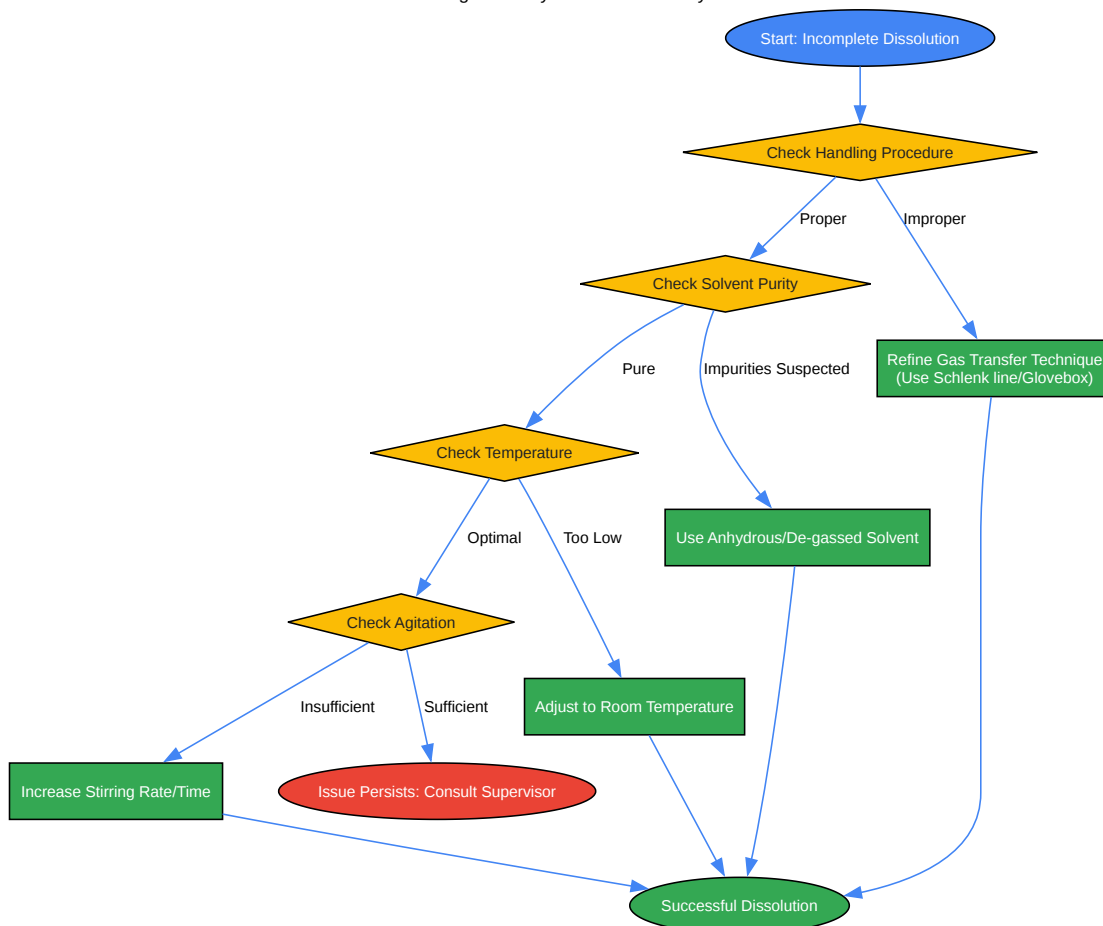 Start: Incomplete Dissolution
Check Handling Procedure
Proper
Improper
Check Solvent Purity
Pure
Impurities Suspected
Refine Gas Transfer Technique
(Use Schlenk line/Glovebox)
Check Temperature
Optimal
Too Low
Use Anhydrous/De-gassed Solvent
Check Agitation
Insufficient
Sufficient
Adjust to Room Temperature
Increase Stirring Rate/Time
Issue Persists: Consult Supervisor
Successful Dissolution